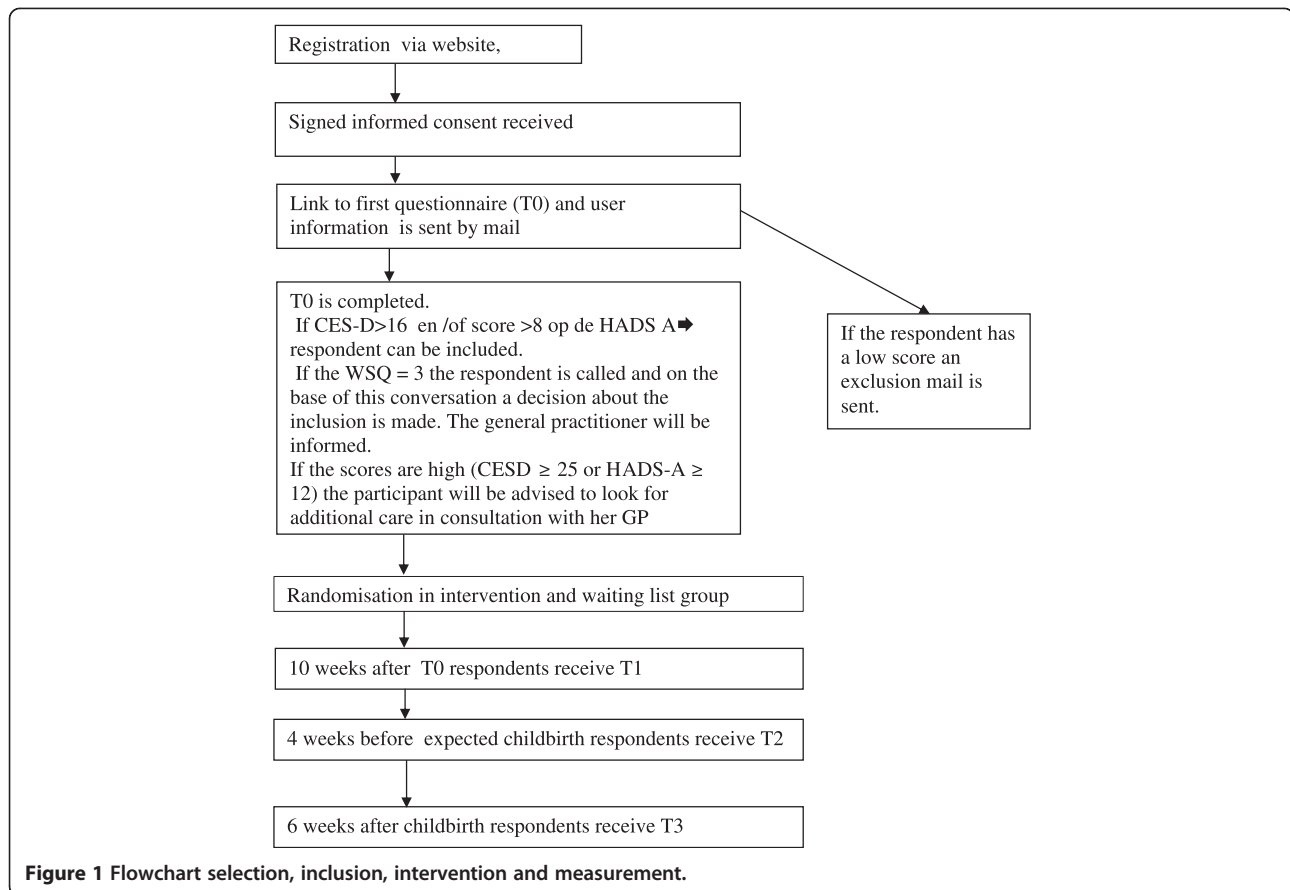 Registration via website,
Signed informed consent received
Link to first questionnaire (T0) and user
information is sent by mail
T0 is completed.
If CES-D>16 en /of score >8 op de HADS A➡
respondent can be included.
If the WSQ = 3 the respondent is called and on the
base of this conversation a decision about the
inclusion is made. The general practitioner will be
informed.
If the scores are high (CESD ≥ 25 or HADS-A ≥
12) the participant will be advised to look for
additional care in consultation with her GP
If the respondent has
a low score an
exclusion mail is
sent.
Randomisation in intervention and waiting list group
10 weeks after T0 respondents receive T1
4 weeks before expected childbirth respondents receive T2
6 weeks after childbirth respondents receive T3
Figure 1 Flowchart selection, inclusion, intervention and measurement.